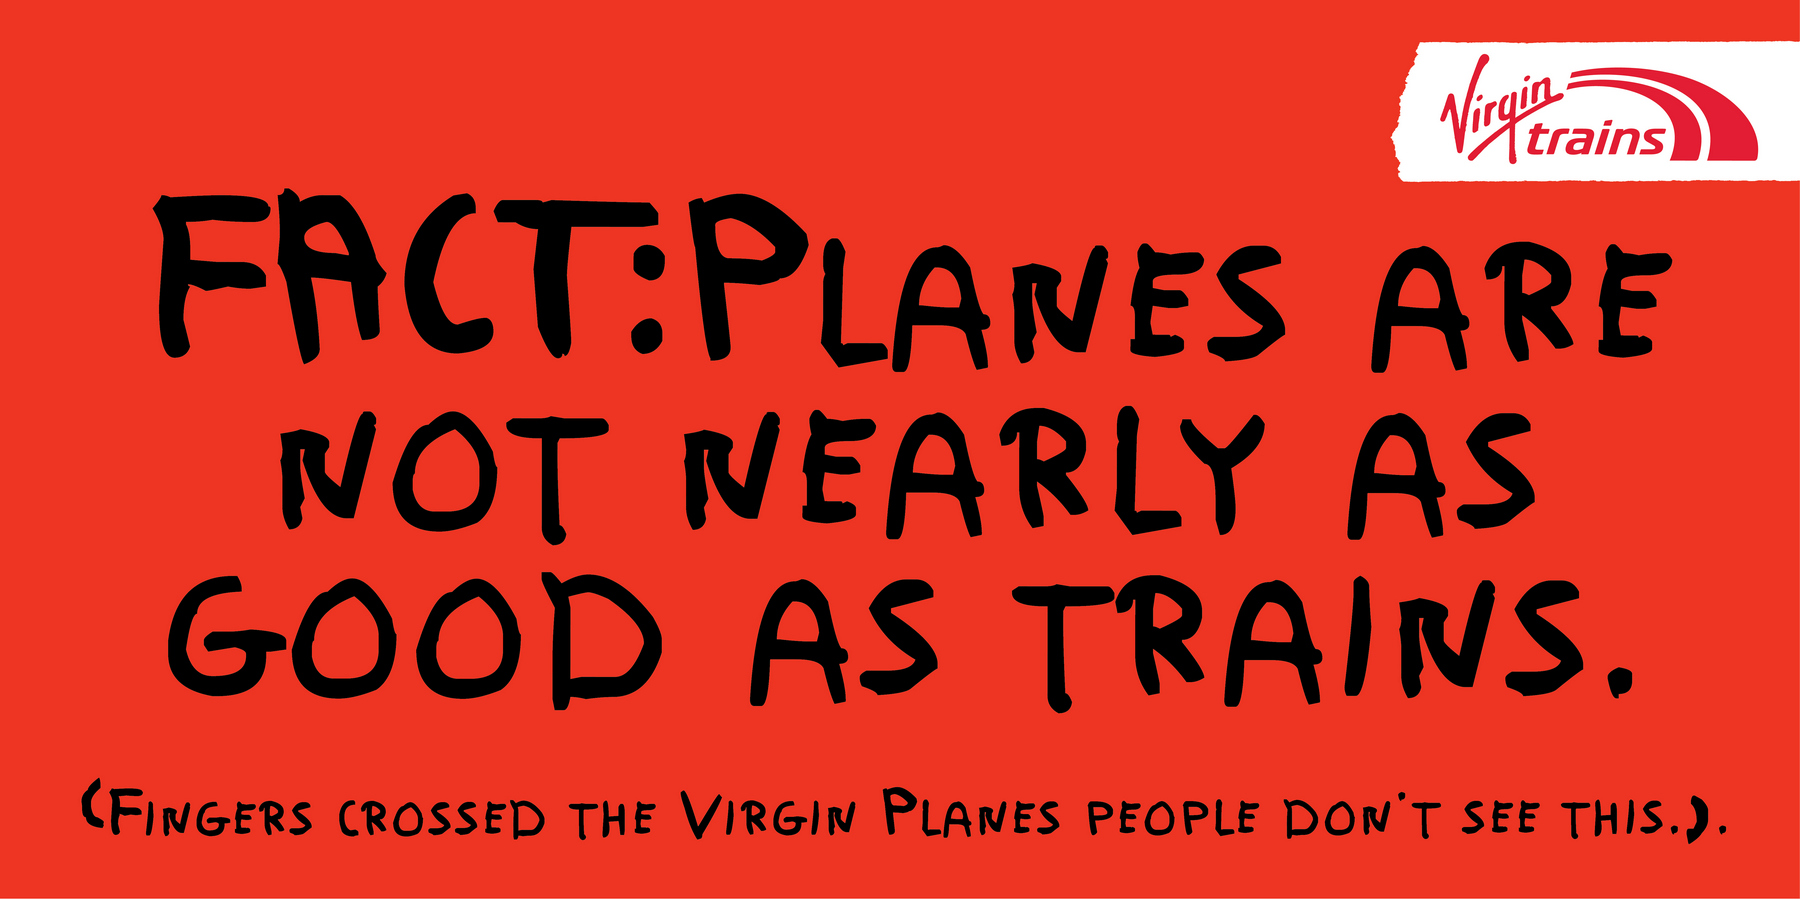 Virgin
trains
FACT: PLANES ARE
NOT NEARLY AS
GOOD AS TRAINS.
(FINGERS CROSSED THE VIRGIN PLANES PEOPLE DON'T SEE THIS.).